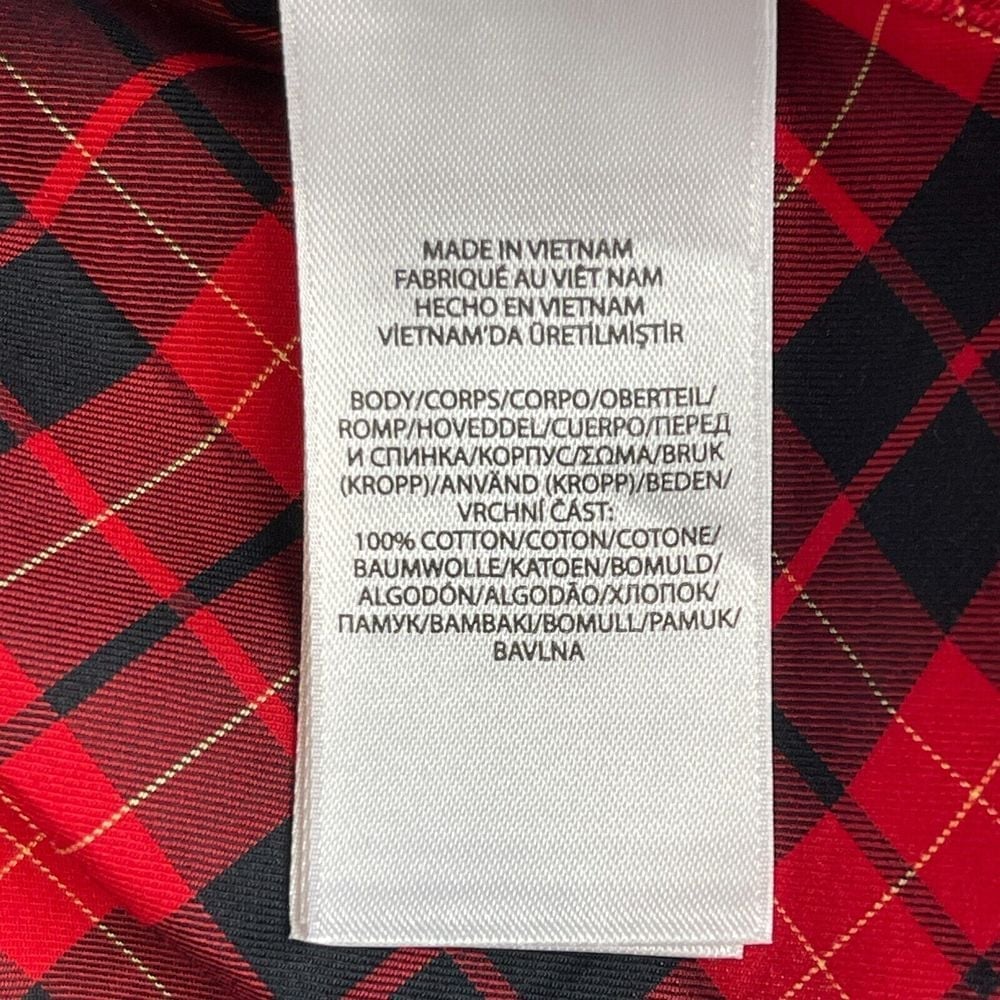 MADE IN VIETNAM
FABRIQUÉ AU VIÊT NAM
HECHO EN VIETNAM
VİETNAM'DA ÜRETİLMİŞTİR
BODY/CORPS/CORPO/OBERTEIL/
ROMP/HOVEDDEL/CUERPO/ПЕРЕД
И СПИНКА/КОРПУС/ΣΩΜΑ/BRUK
(KROPP)/ANVÄND (KROPP)/BEDEN/
VRCHNÍ ČÁST:
100% COTTON/COTON/COTONE/
BAUMWOLLE/KATOEN/BOMULD/
ALGODÓN/ALGODÃO/ХЛОПОК/
ПАМУК/BAMBAKI/BOMULL/PAMUK/
BAVLNA